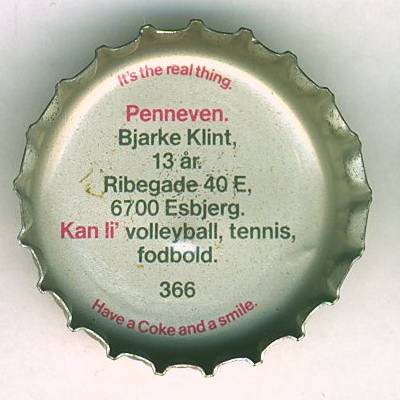 It's the real thing.
Penneven.
Bjarke Klint,
13 år.
Ribegade 40 E,
6700 Esbjerg.
Kan li' volleyball, tennis,
fodbold.
366
Have a Coke and a smile.